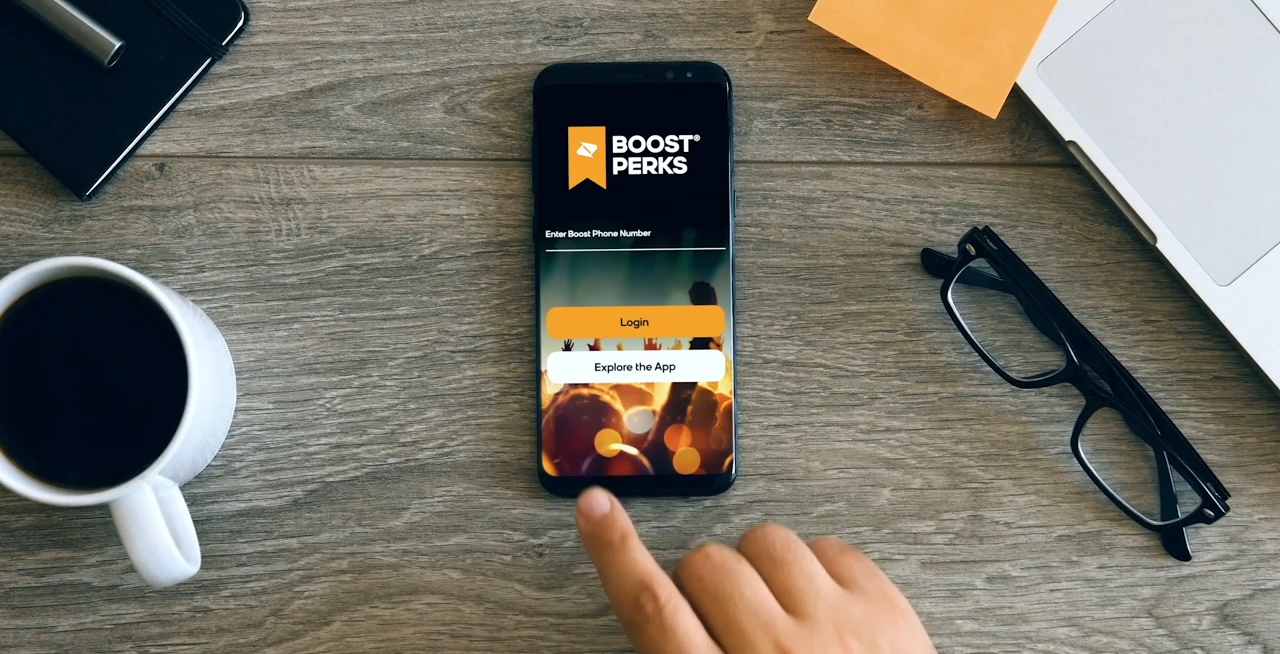 BOOST®
PERKS
Enter Boost Phone Number
Login
Explore the App